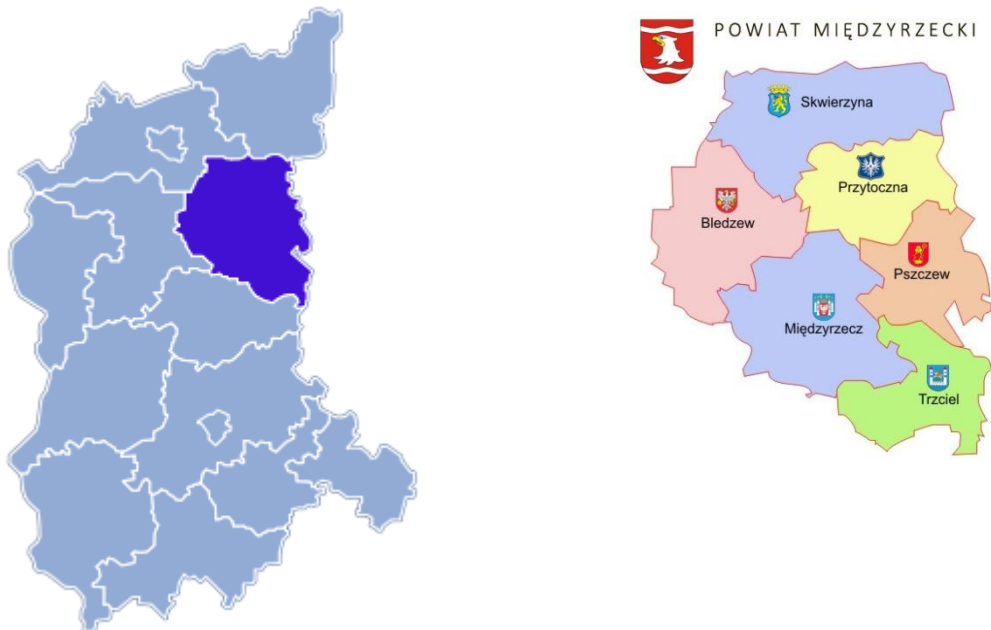 POWIAT MIĘDZYRZECKI
Skwierzyna
Przytoczna
Bledzew
Pszczew
Międzyrzecz
Trzciel